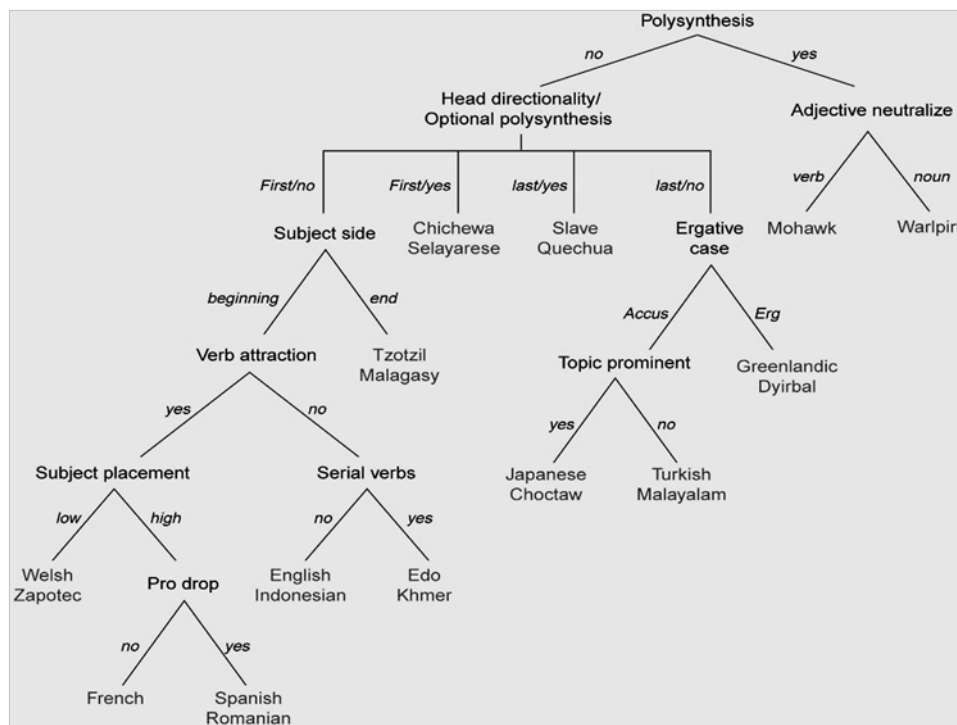 Polysynthesis
no
yes
Head directionality/
Optional polysynthesis
Adjective neutralize
First/no
First/yes
last/yes
last/no
verb
noun
Subject side
Chichewa
Selayarese
Slave
Quechua
Ergative
case
Mohawk
Warlpiri
beginning
end
Accus
Erg
Verb attraction
Tzotzil
Malagasy
Topic prominent
Greenlandic
Dyirbal
yes
no
yes
no
Subject placement
Serial verbs
Japanese
Choctaw
Turkish
Malayalam
low
high
no
yes
Welsh
Zapotec
Pro drop
English
Indonesian
Edo
Khmer
no
yes
French
Spanish
Romanian